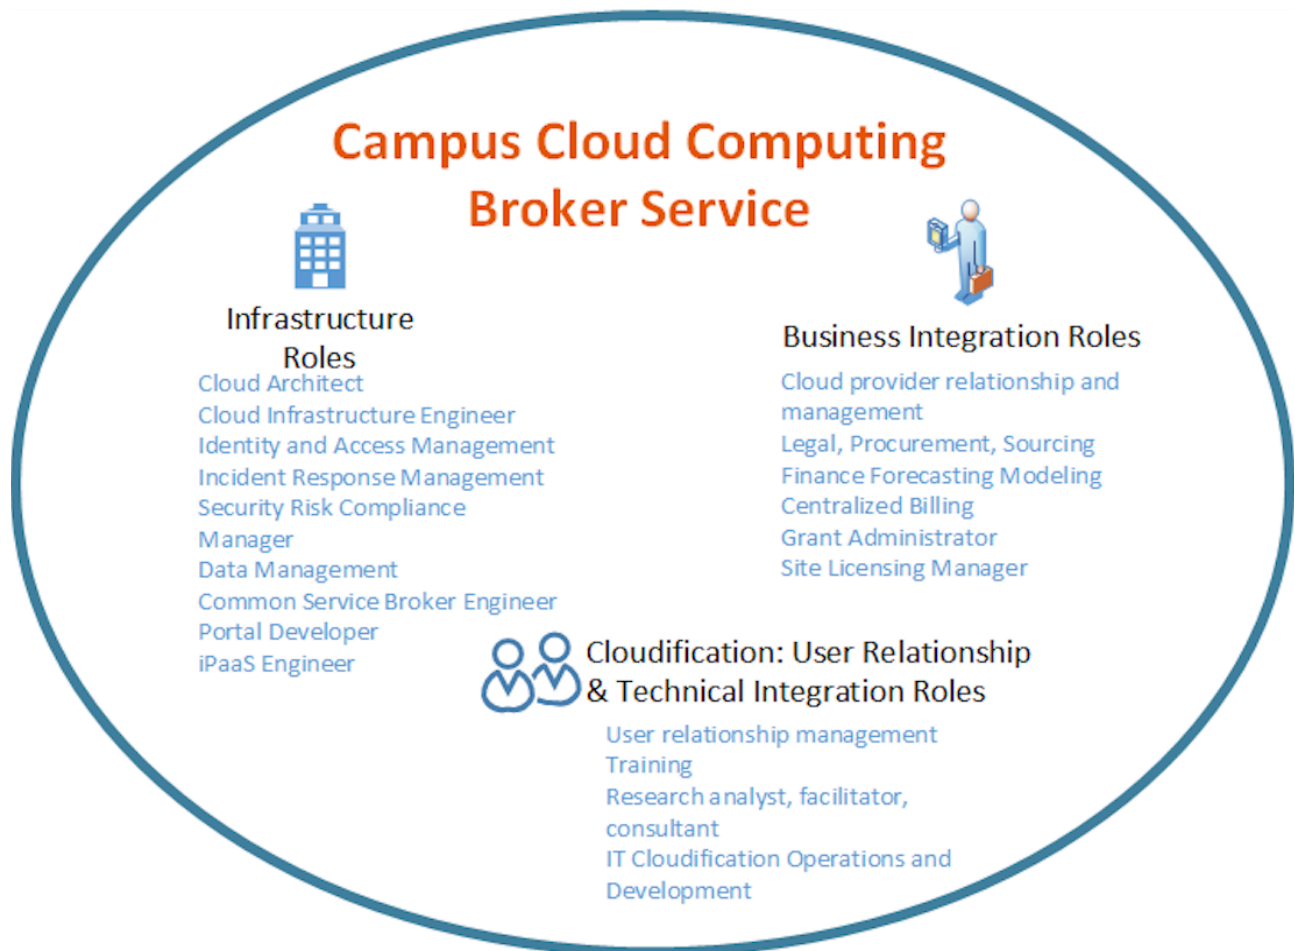 Campus Cloud Computing
Broker Service
Infrastructure
Roles
Cloud Architect
Cloud Infrastructure Engineer
Identity and Access Management
Incident Response Management
Security Risk Compliance
Manager
Data Management
Common Service Broker Engineer
Portal Developer
iPaaS Engineer
Business Integration Roles
Cloud provider relationship and
management
Legal, Procurement, Sourcing
Finance Forecasting Modeling
Centralized Billing
Grant Administrator
Site Licensing Manager
Cloudification: User Relationship
& Technical Integration Roles
User relationship management
Training
Research analyst, facilitator,
consultant
IT Cloudification Operations and
Development